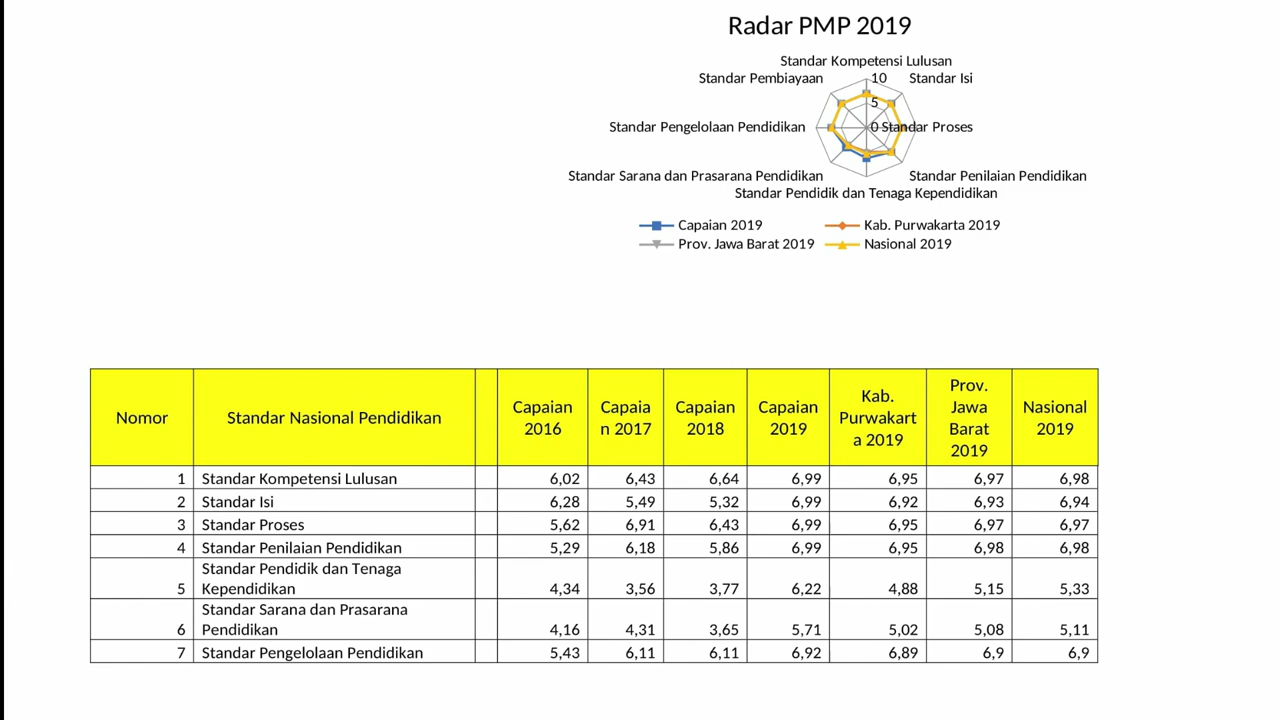 Radar PMP 2019
Standar Kompetensi Lulusan
Standar Pembiayaan 10 Standar Isi
5
Standar Pengelolaan Pendidikan 0 Standar Proses
Standar Sarana dan Prasarana Pendidikan Standar Penilaian Pendidikan
Standar Pendidik dan Tenaga Kependidikan
Capaian 2019 Kab. Purwakarta 2019
Prov. Jawa Barat 2019 Nasional 2019
Nomor Standar Nasional Pendidikan Capaian 2016 Capaia n 2017 Capaian 2018 Capaian 2019 Kab. Purwakart a 2019 Prov. Jawa Barat 2019 Nasional 2019
1 Standar Kompetensi Lulusan 6,02 6,43 6,64 6,99 6,95 6,97 6,98
2 Standar Isi 6,28 5,49 5,32 6,99 6,92 6,93 6,94
3 Standar Proses 5,62 6,91 6,43 6,99 6,95 6,97 6,97
4 Standar Penilaian Pendidikan 5,29 6,18 5,86 6,99 6,95 6,98 6,98
Standar Pendidik dan Tenaga
5 Kependidikan 4,34 3,56 3,77 6,22 4,88 5,15 5,33
Standar Sarana dan Prasarana
6 Pendidikan 4,16 4,31 3,65 5,71 5,02 5,08 5,11
7 Standar Pengelolaan Pendidikan 5,43 6,11 6,11 6,92 6,89 6,9 6,9